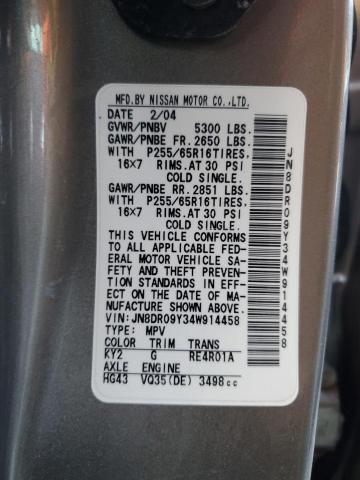 MFD.BY NISSAN MOTOR CO.,LTD.
DATE 2/04
GVWR/PNBV 5300 LBS.
GAWR/PNBE FR.2650 LBS.
WITH P255/65R16TIRES.
16×7 RIMS.AT 30 PSI
COLD SINGLE.
GAWR/PNBE RR.2851 LBS.
WITH P255/65R16TIRES.
16×7 RIMS.AT 30 PSI
COLD SINGLE.
THIS VEHICLE CONFORMS
TO ALL APPLICABLE FED-
ERAL MOTOR VEHICLE SA-
FETY AND THEFT PREVEN-
TION STANDARDS IN EFF-
ECT ON THE DATE OF MA-
NUFACTURE SHOWN ABOVE.
VIN:JN8DR09Y34W914458
TYPE: MPV
COLOR TRIM TRANS
KY2 G RE4R01A
AXLE ENGINE
HG43 VQ35(DE) 3498cc
JN8DR09Y34W914458